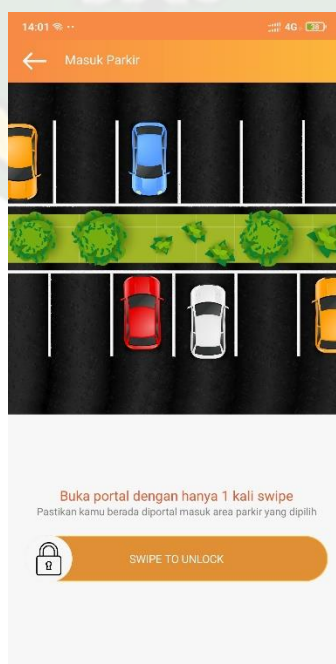 14:01
4G
Masuk Parkir
Buka portal dengan hanya 1 kali swipe
Pastikan kamu berada diportal masuk area parkir yang dipilih
SWIPE TO UNLOCK